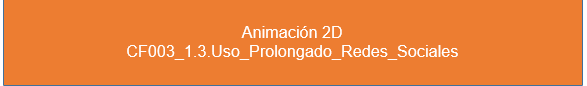 Animación 2D
CF003_1.3.Uso_Prolongado_Redes_Sociales